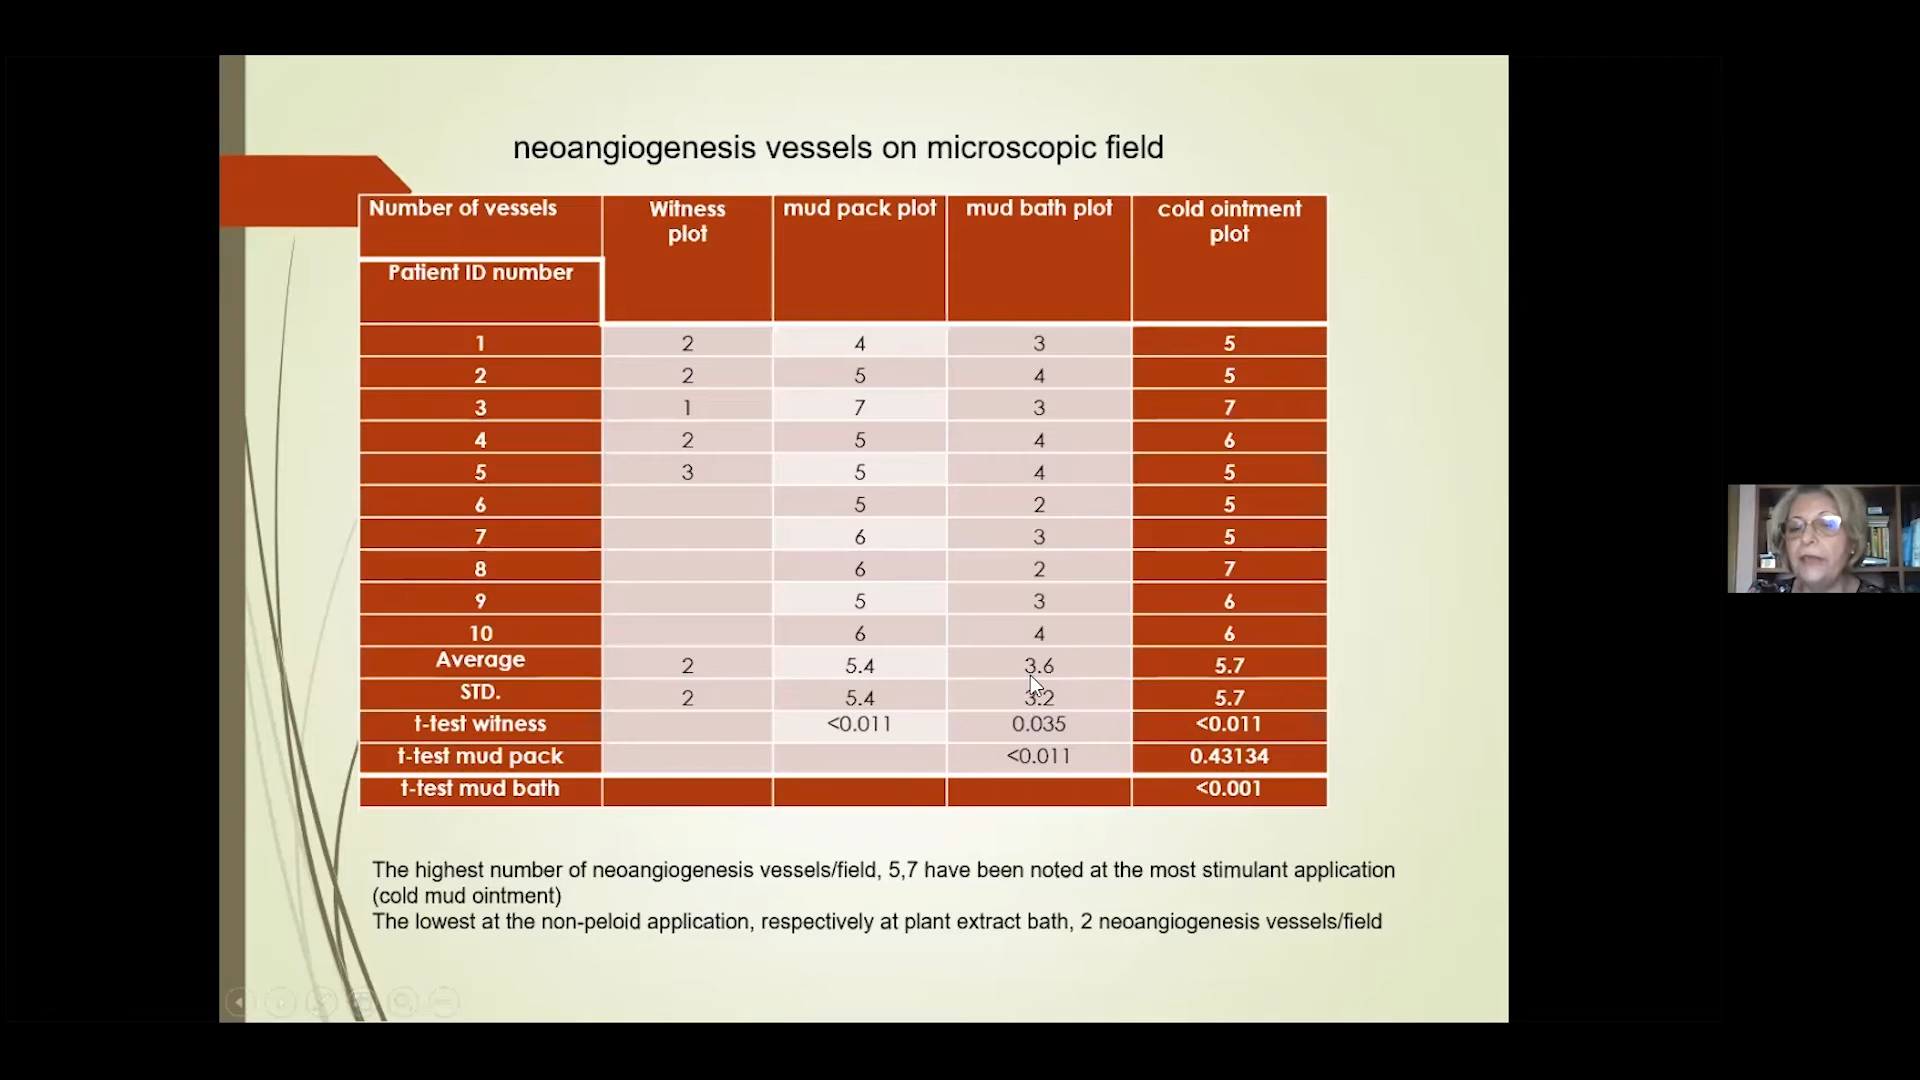 neoangiogenesis vessels on microscopic field
Number of vessels Witness plot mud pack plot mud bath plot cold ointment plot
Patient ID number
1 2 4 3 5
2 2 5 4 5
3 1 7 3 7
4 2 5 4 6
5 3 5 4 5
6 5 2 5
7 6 3 5
8 6 2 7
9 5 3 6
10 6 4 6
Average 2 5.4 3.6 5.7
STD. 2 5.4 3.2 5.7
t-test witness <0.011 0.035 <0.011
t-test mud pack <0.011 0.43134
t-test mud bath <0.001
The highest number of neoangiogenesis vessels/field, 5,7 have been noted at the most stimulant application
(cold mud ointment)
The lowest at the non-peloid application, respectively at plant extract bath, 2 neoangiogenesis vessels/field